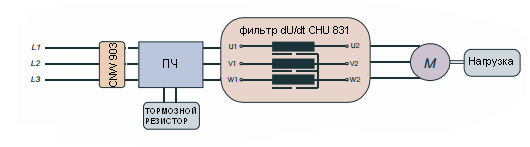 фильтр dU/dt CHU 831
L1
L2
L3
CNW 903
ПЧ
U1
V1
W1
U2
V2
W2
M
Нагрузка
ТОРМОЗНОЙ
РЕЗИСТОР